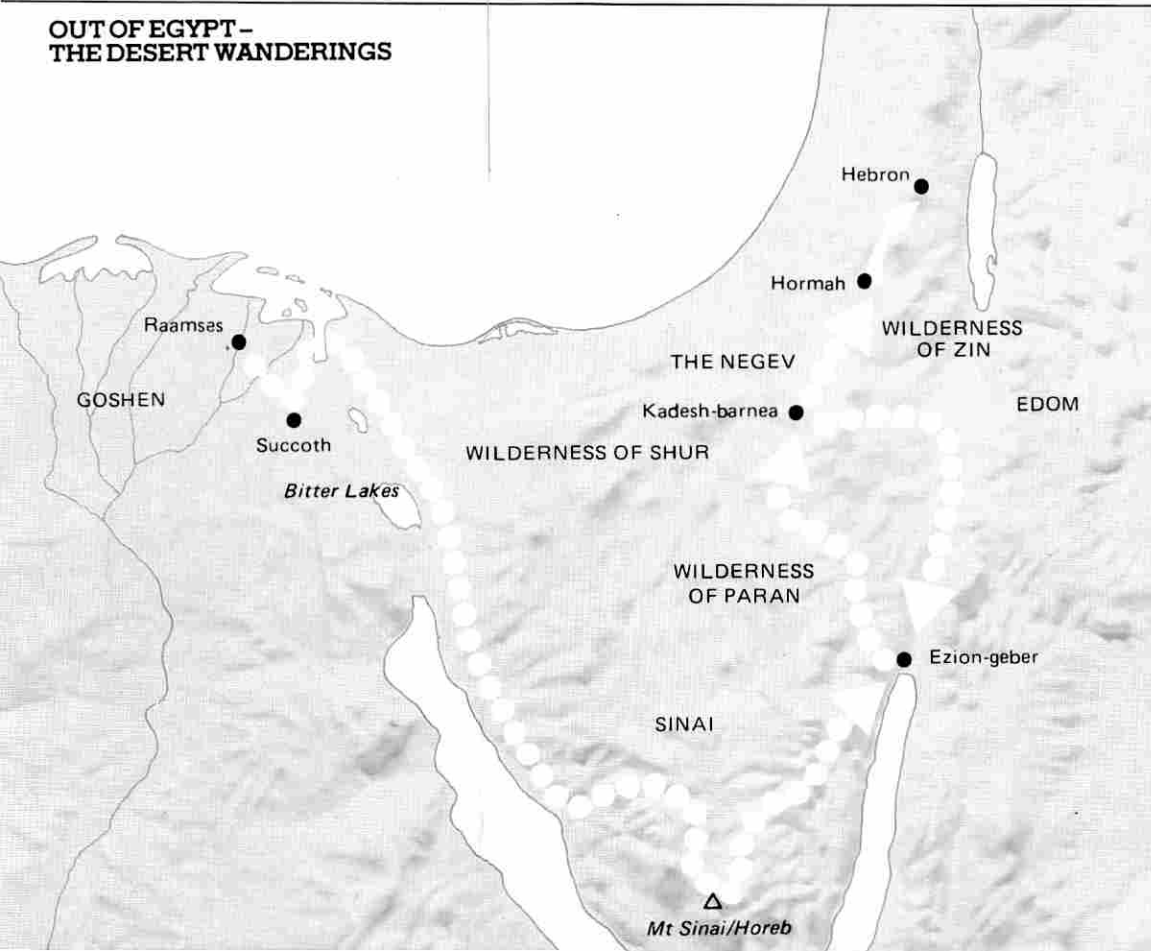 OUT OF EGYPT –
THE DESERT WANDERINGS
Hebron
Hormah
Raamses
WILDERNESS
OF ZIN
THE NEGEV
GOSHEN
Kadesh-barnea
EDOM
Succoth
WILDERNESS OF SHUR
Bitter Lakes
WILDERNESS
OF PARAN
Ezion-geber
SINAI
Mt Sinai/Horeb